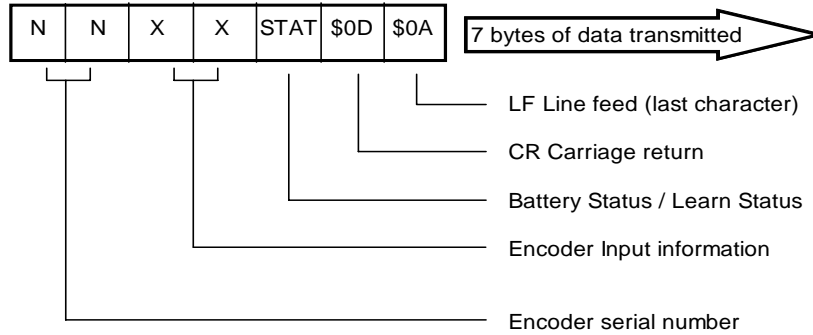 N N X X STAT $0D $0A
7 bytes of data transmitted
LF Line feed (last character)
CR Carriage return
Battery Status / Learn Status
Encoder Input information
Encoder serial number